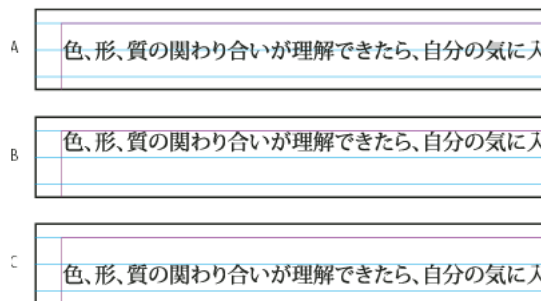 A
色、形、質の関わり合いが理解できたら、自分の気に入
B
色、形、質の関わり合いが理解できたら、自分の気に入
C
色、形、質の関わり合いが理解できたら、自分の気に入